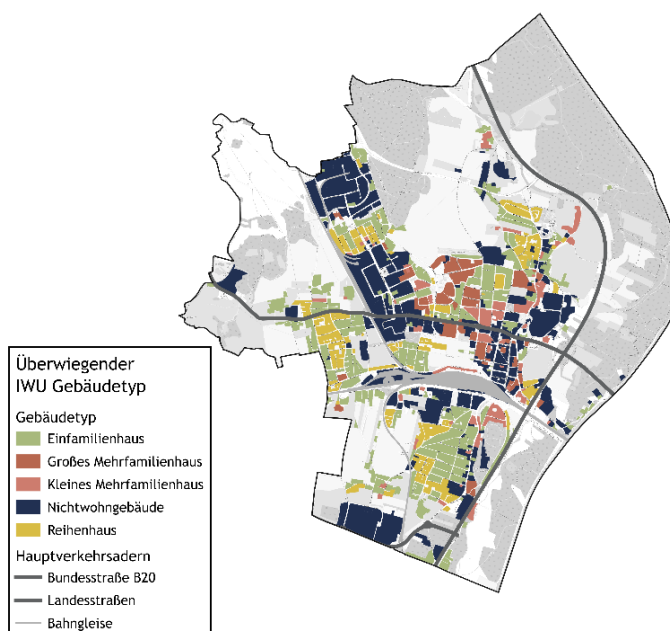 Überwiegender
IWU Gebäudetyp
Gebäudetyp
Einfamilienhaus
Großes Mehrfamilienhaus
Kleines Mehrfamilienhaus
Nichtwohngebäude
Reihenhaus
Hauptverkehrsadern
Bundesstraße B20
Landesstraßen
Bahngleise